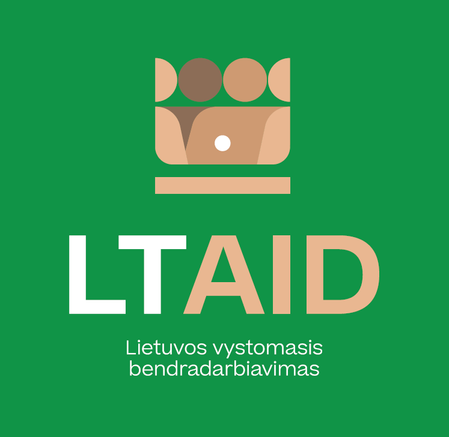 LTAID
Lietuvos vystomasis
bendradarbiavimas